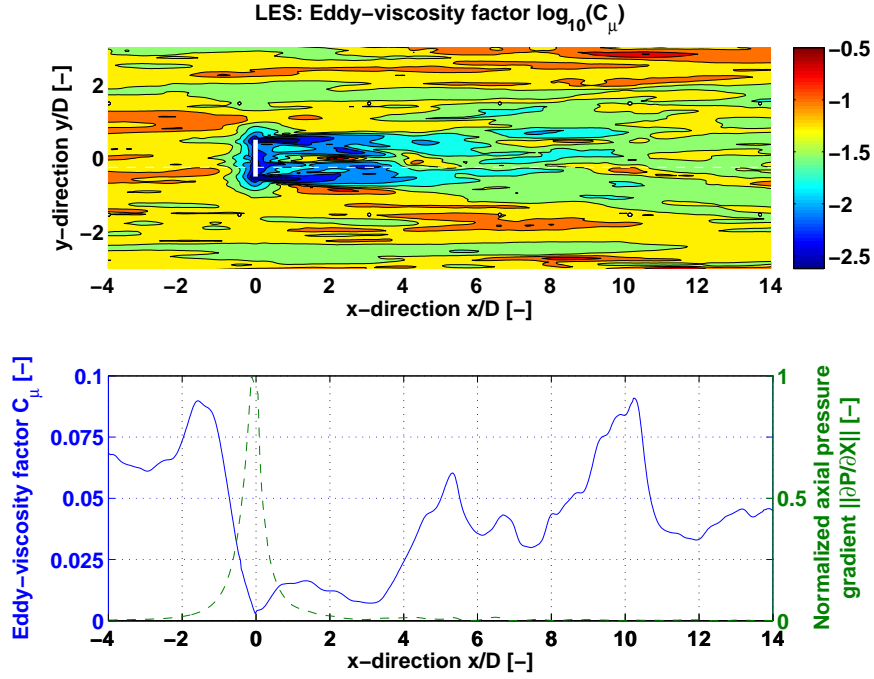 LES: Eddy−viscosity factor log10(Cμ)
2
0
−2
y−direction y/D [−]
−4 −2 0 2 4 6 8 10 12 14
x−direction x/D [−]
−0.5
−1
−1.5
−2
−2.5
0.1
0.075
0.05
0.025
0
Eddy−viscosity factor Cμ [−]
1
0.5
0
Normalized axial pressure
gradient ||∂P/∂X|| [−]
−4 −2 0 2 4 6 8 10 12 14
x−direction x/D [−]